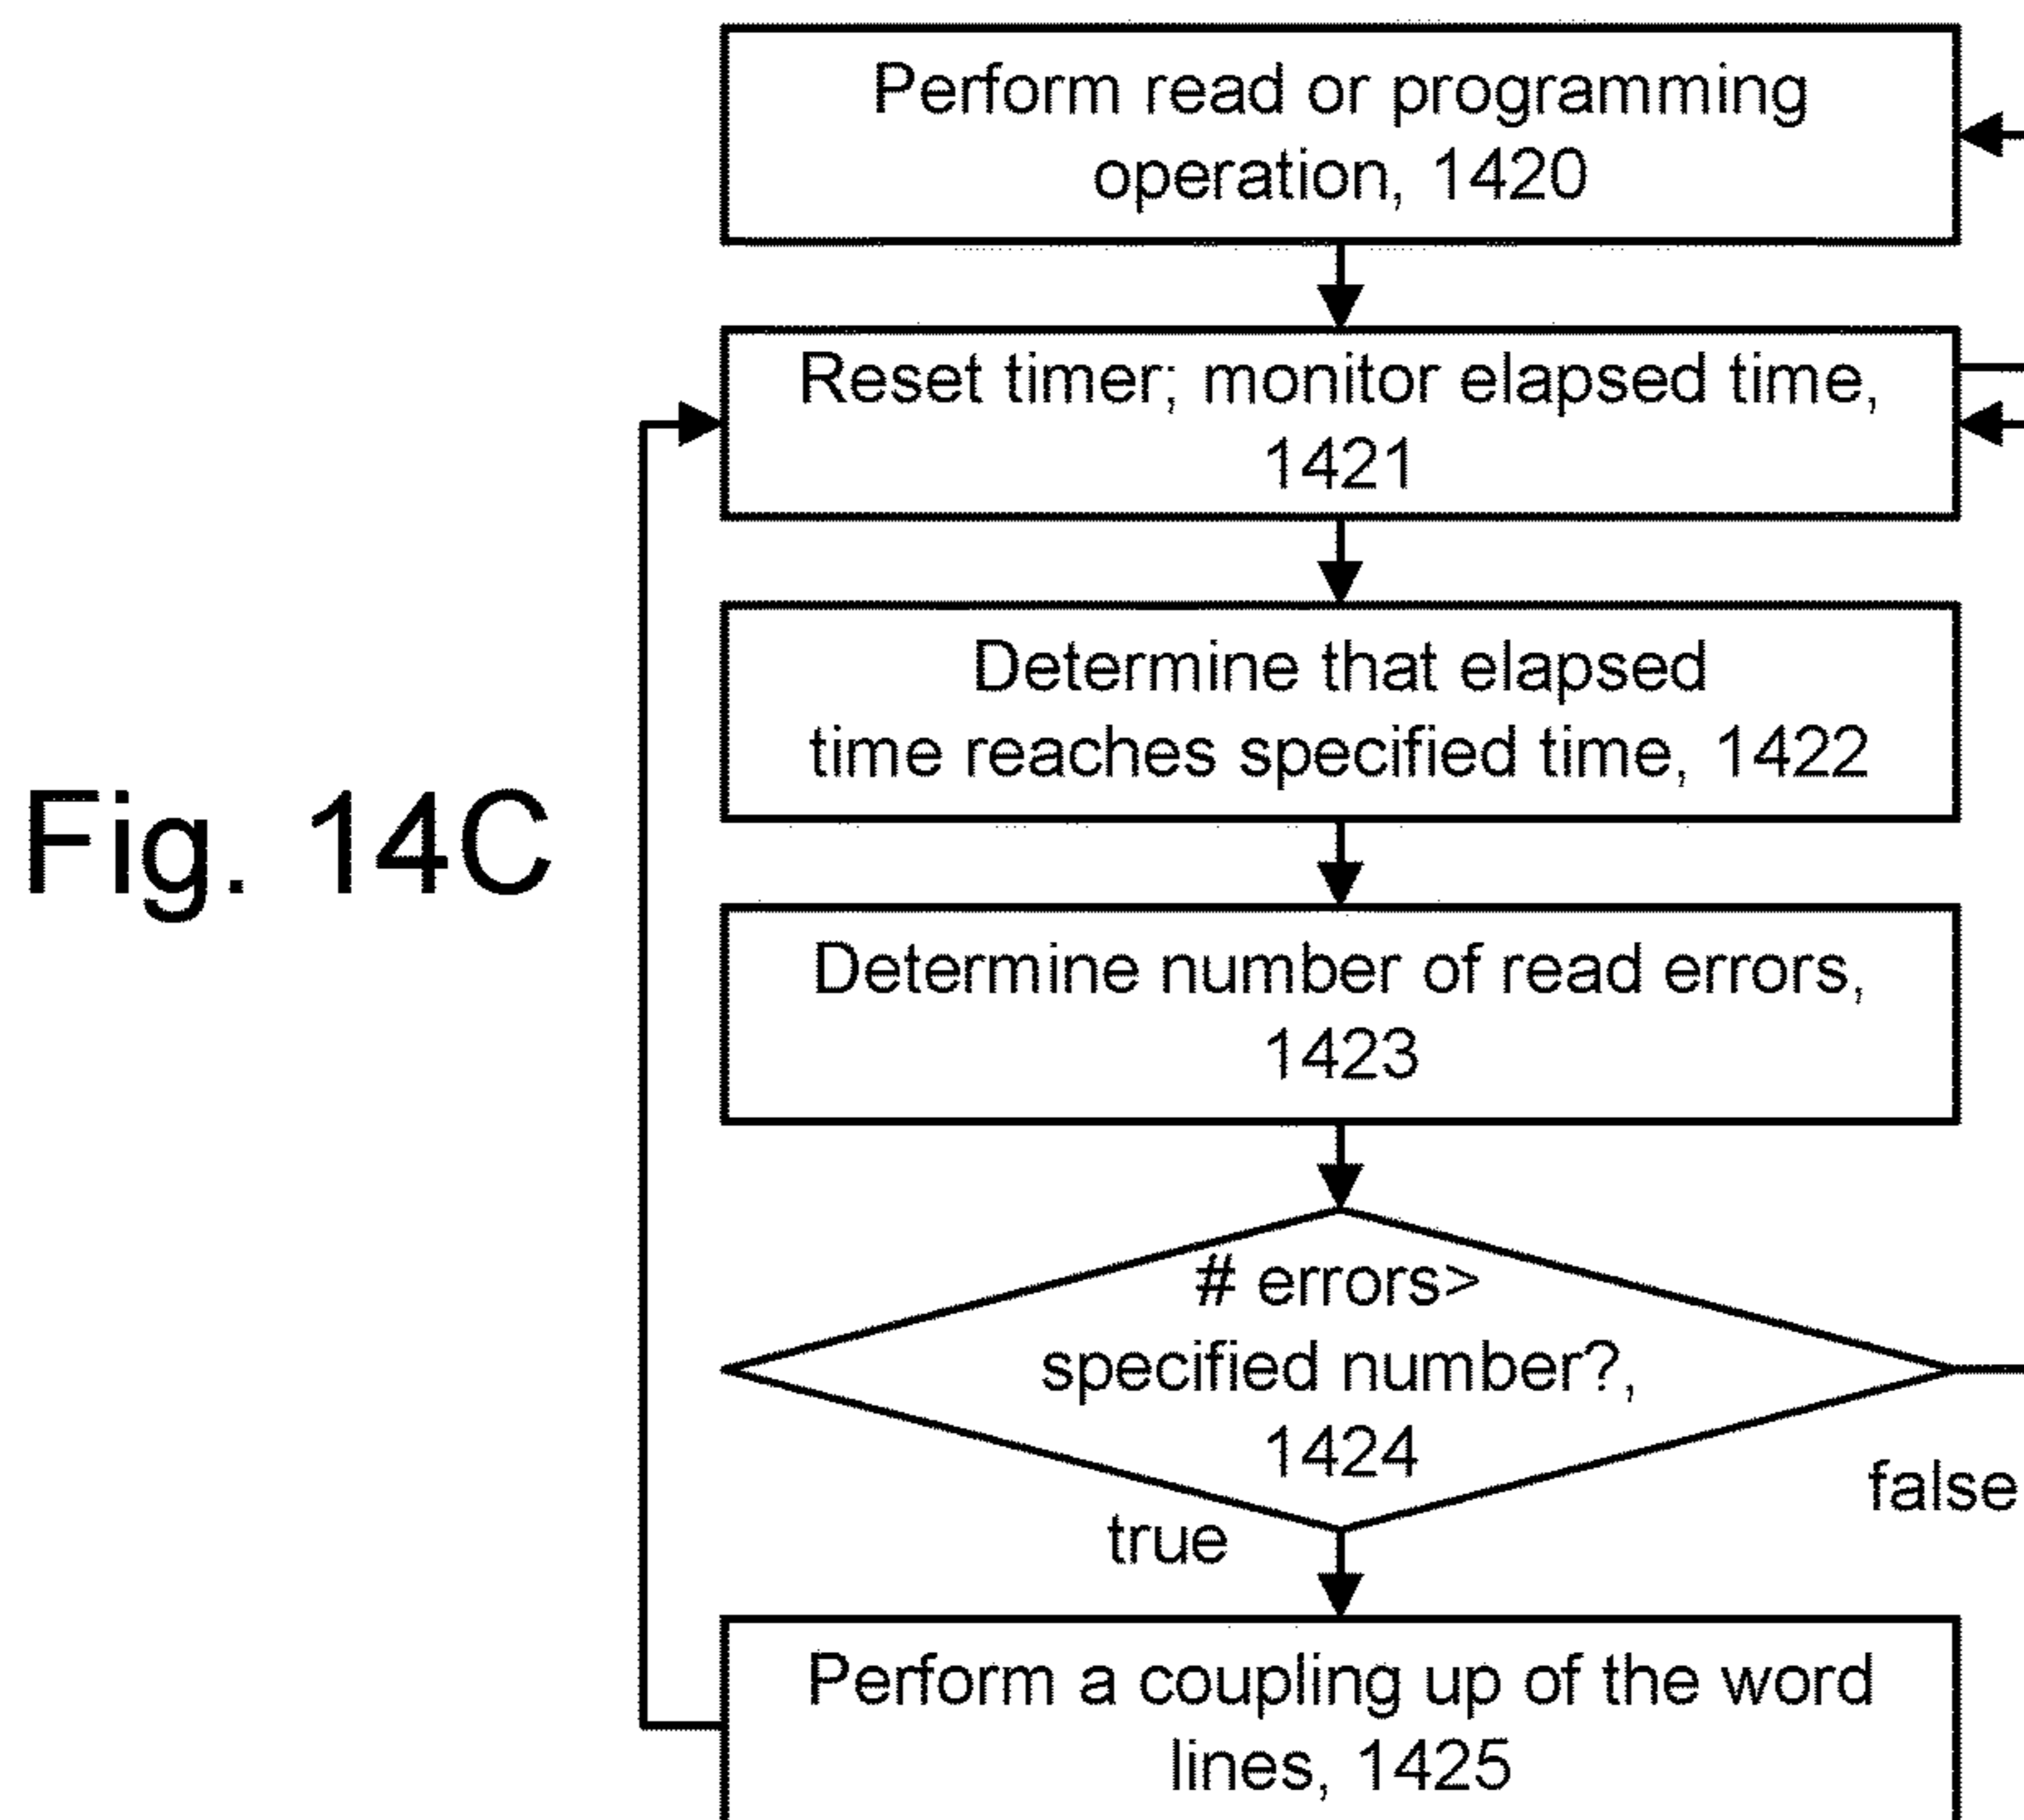 Perform read or programming
operation, 1420
Reset timer; monitor elapsed time,
1421
Determine that elapsed
time reaches specified time, 1422
Fig. 14C
Determine number of read errors,
1423
# errors>
specified number?,
1424
false
true
Perform a coupling up of the word
lines, 1425